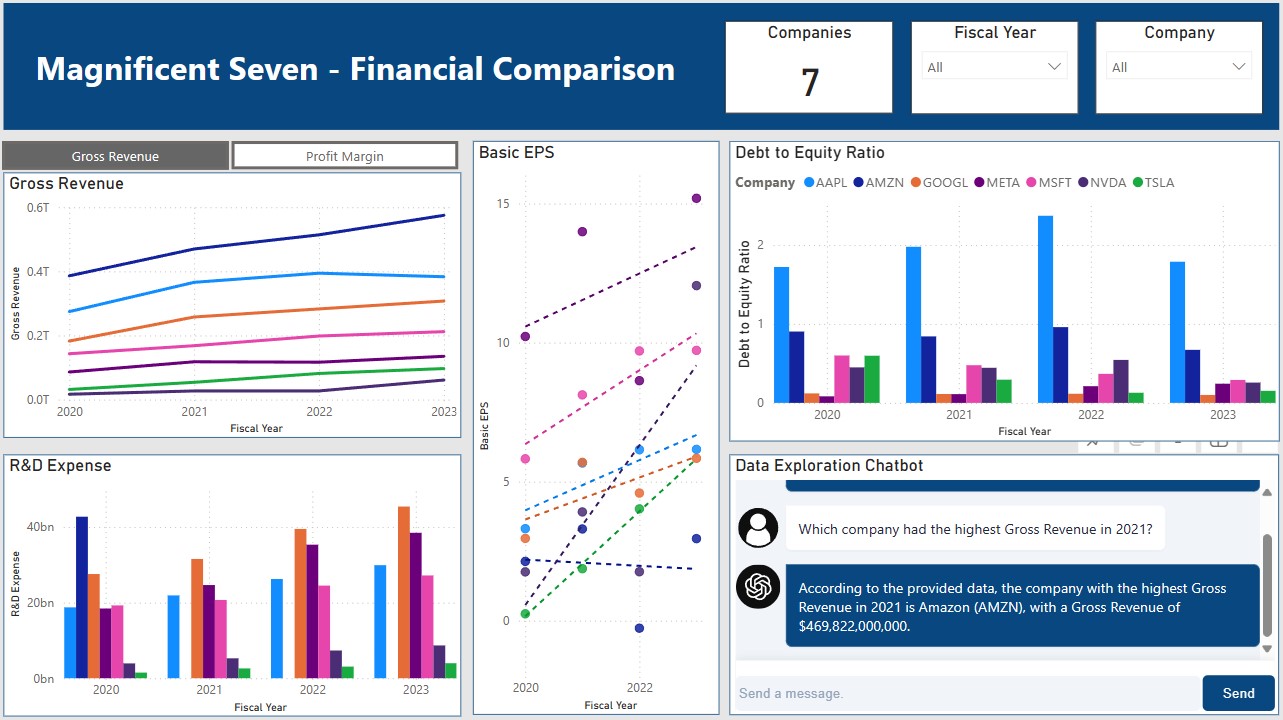 Magnificent Seven - Financial Comparison
Companies
7
Fiscal Year
All
Company
All
Gross Revenue
Profit Margin
Gross Revenue
0.6T
0.4T
0.2T
0.0T
Gross Revenue
2020 2021 2022 2023
Fiscal Year
R&D Expense
40bn
20bn
0bn
R&D Expense
2020 2021 2022 2023
Fiscal Year
Basic EPS
15
10
5
0
Basic EPS
2020 2022
Fiscal Year
Debt to Equity Ratio
Company AAPL AMZN GOOGL META MSFT NVDA TSLA
2
1
0
Debt to Equity Ratio
2020 2021 2022 2023
Fiscal Year
Data Exploration Chatbot
Which company had the highest Gross Revenue in 2021?
According to the provided data, the company with the highest Gross
Revenue in 2021 is Amazon (AMZN), with a Gross Revenue of
$469,822,000,000.
Send a message.
Send